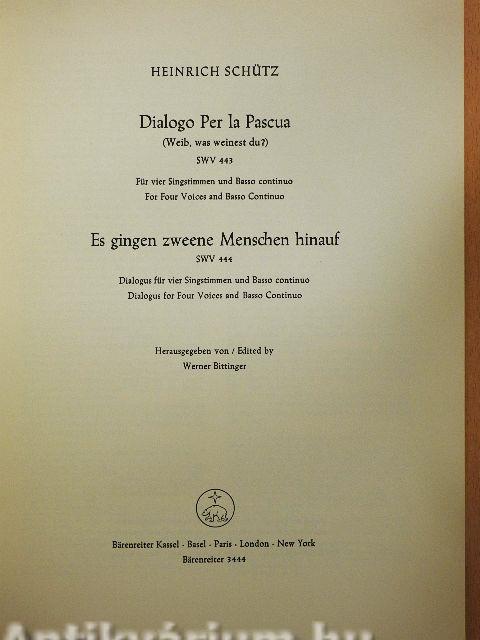 HEINRICH SCHÜTZ
Dialogo Per la Pascua
(Weib, was weinest du?)
SWV 443
Für vier Singstimmen und Basso continuo
For Four Voices and Basso Continuo
Es gingen zweene Menschen hinauf
SWV 444
Dialogus für vier Singstimmen und Basso continuo
Dialogus for Four Voices and Basso Continuo
Herausgegeben von / Edited by
Werner Bittinger
Bärenreiter Kassel · Basel · Paris · London · New York
Bärenreiter 3444
Antikvárium.hu